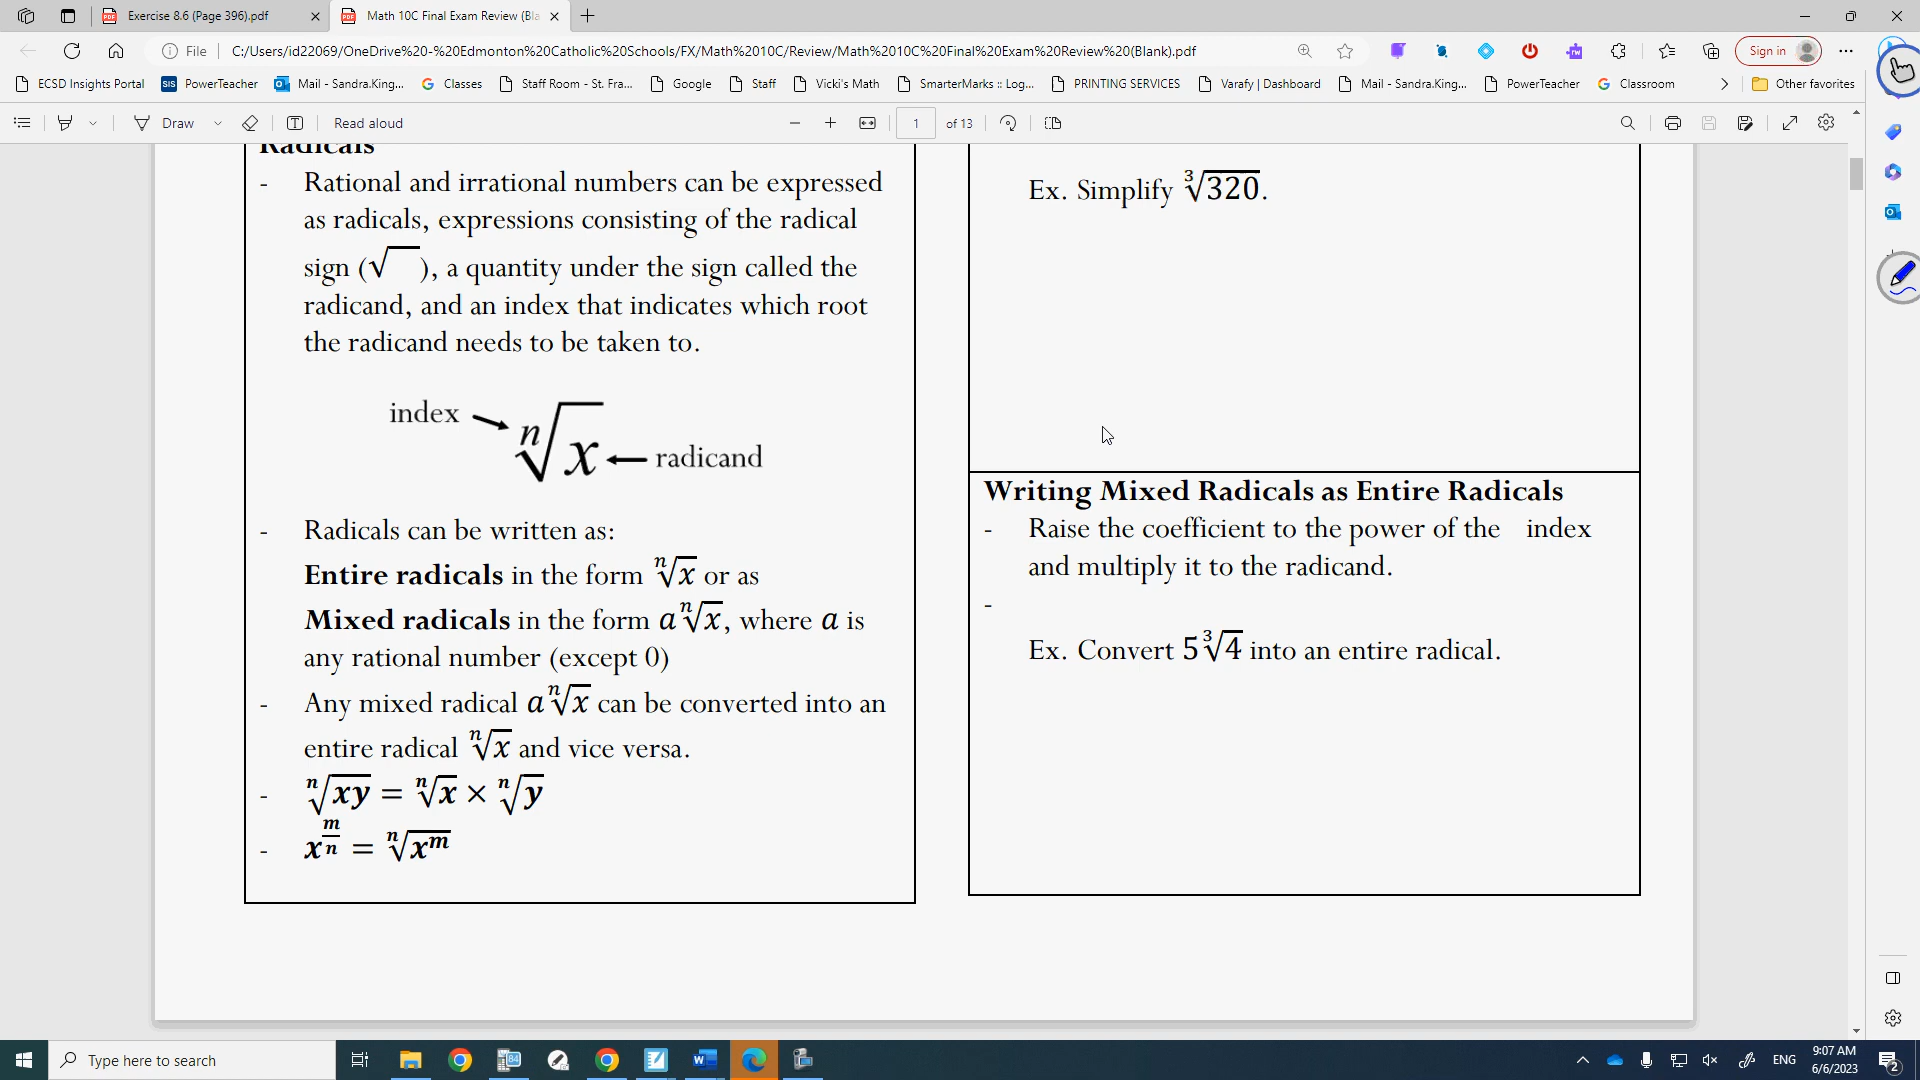 Exercise 8.6 (Page 396).pdf
Math 10C Final Exam Review (Bla
File
C:/Users/id22069/OneDrive%20-%20Edmonton%20Catholic%20Schools/FX/Math%2010C/Review/Math%2010C%20Final%20Exam%20Review%20(Blank).pdf
Sign in
ECSD Insights Portal
SIS PowerTeacher
Mail - Sandra.King...
Classes
Staff Room - St. Fra...
Google
Staff
Vicki's Math
SmarterMarks :: Log...
PRINTING SERVICES
Varafy | Dashboard
Mail - Sandra.King...
PowerTeacher
Classroom
Other favorites
Draw
Read aloud
1 of 13
Radicals
- Rational and irrational numbers can be expressed
as radicals, expressions consisting of the radical
sign (√ ), a quantity under the sign called the
radicand, and an index that indicates which root
the radicand needs to be taken to.
index
ⁿ√x
radicand
- Radicals can be written as:
Entire radicals in the form ⁿ√x or as
Mixed radicals in the form aⁿ√x, where a is
any rational number (except 0)
- Any mixed radical aⁿ√x can be converted into an
entire radical ⁿ√x and vice versa.
- ⁿ√xy = ⁿ√x × ⁿ√y
- x^(m/n) = ⁿ√x^m
Ex. Simplify ³√320.
Writing Mixed Radicals as Entire Radicals
- Raise the coefficient to the power of the index
and multiply it to the radicand.
-
Ex. Convert 5³√4 into an entire radical.
Type here to search
84
ENG
9:07 AM
6/6/2023
2